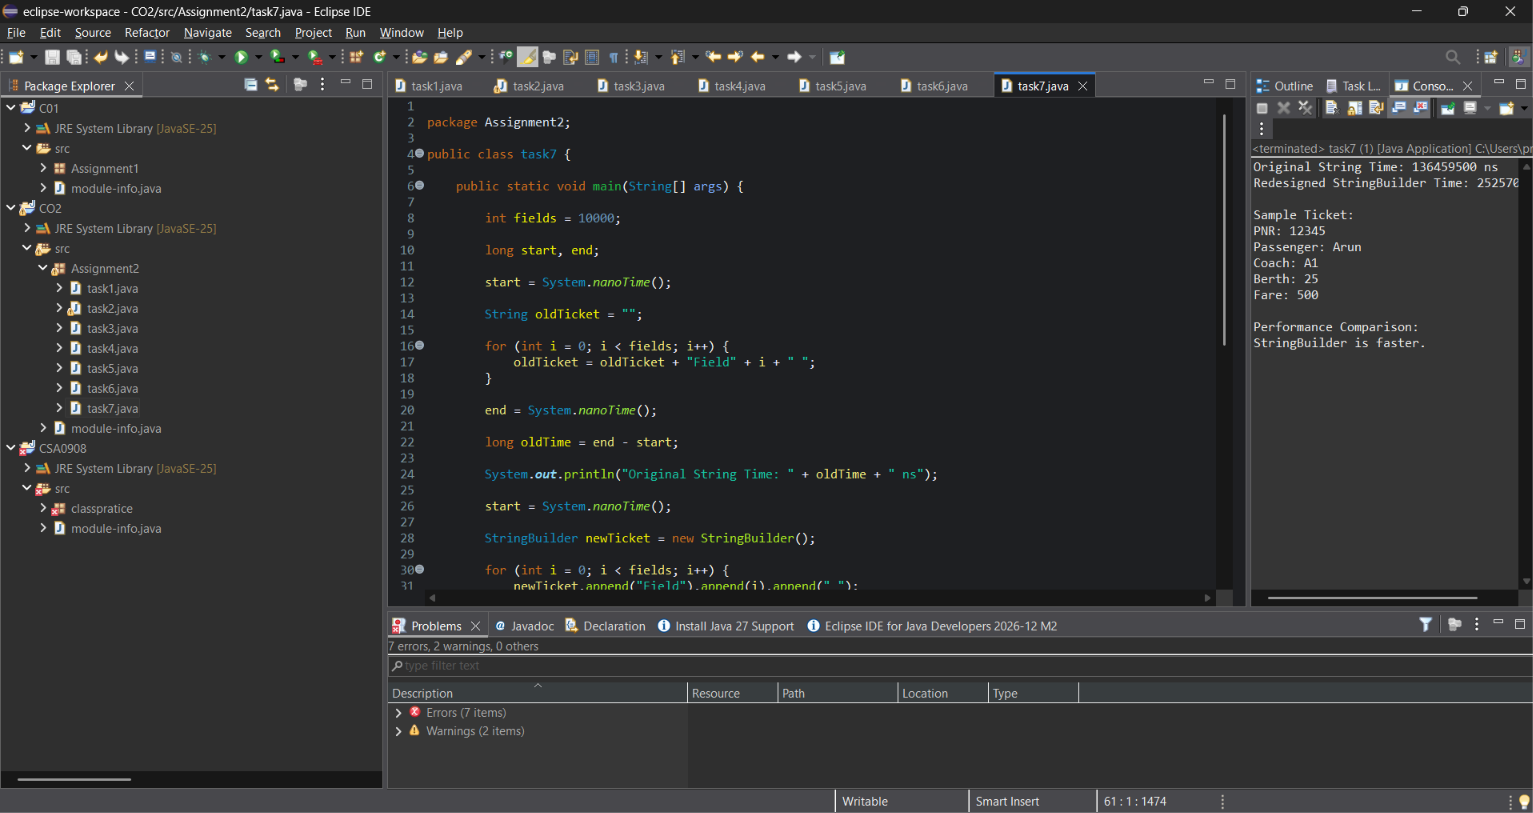 eclipse-workspace - CO2/src/Assignment2/task7.java - Eclipse IDE
File Edit Source Refactor Navigate Search Project Run Window Help
Package Explorer
C01
JRE System Library [JavaSE-25]
src
Assignment1
module-info.java
CO2
JRE System Library [JavaSE-25]
src
Assignment2
task1.java
task2.java
task3.java
task4.java
task5.java
task6.java
task7.java
module-info.java
CSA0908
JRE System Library [JavaSE-25]
src
classpratice
module-info.java
task1.java task2.java task3.java task4.java task5.java task6.java task7.java
1
2 package Assignment2;
3
4 public class task7 {
5
6 public static void main(String[] args) {
7
8 int fields = 10000;
9
10 long start, end;
11
12 start = System.nanoTime();
13
14 String oldTicket = "";
15
16 for (int i = 0; i < fields; i++) {
17 oldTicket = oldTicket + "Field" + i + " ";
18 }
19
20 end = System.nanoTime();
21
22 long oldTime = end - start;
23
24 System.out.println("Original String Time: " + oldTime + " ns");
25
26 start = System.nanoTime();
27
28 StringBuilder newTicket = new StringBuilder();
29
30 for (int i = 0; i < fields; i++) {
31 newTicket.append("Field").append(i).append(" ");
Outline Task L... Conso...
<terminated> task7 (1) [Java Application] C:\Users\pr
Original String Time: 136459500 ns
Redesigned StringBuilder Time: 252570
Sample Ticket:
PNR: 12345
Passenger: Arun
Coach: A1
Berth: 25
Fare: 500
Performance Comparison:
StringBuilder is faster.
Problems Javadoc Declaration Install Java 27 Support Eclipse IDE for Java Developers 2026-12 M2
7 errors, 2 warnings, 0 others
type filter text
Description Resource Path Location Type
Errors (7 items)
Warnings (2 items)
Writable Smart Insert 61 : 1 : 1474